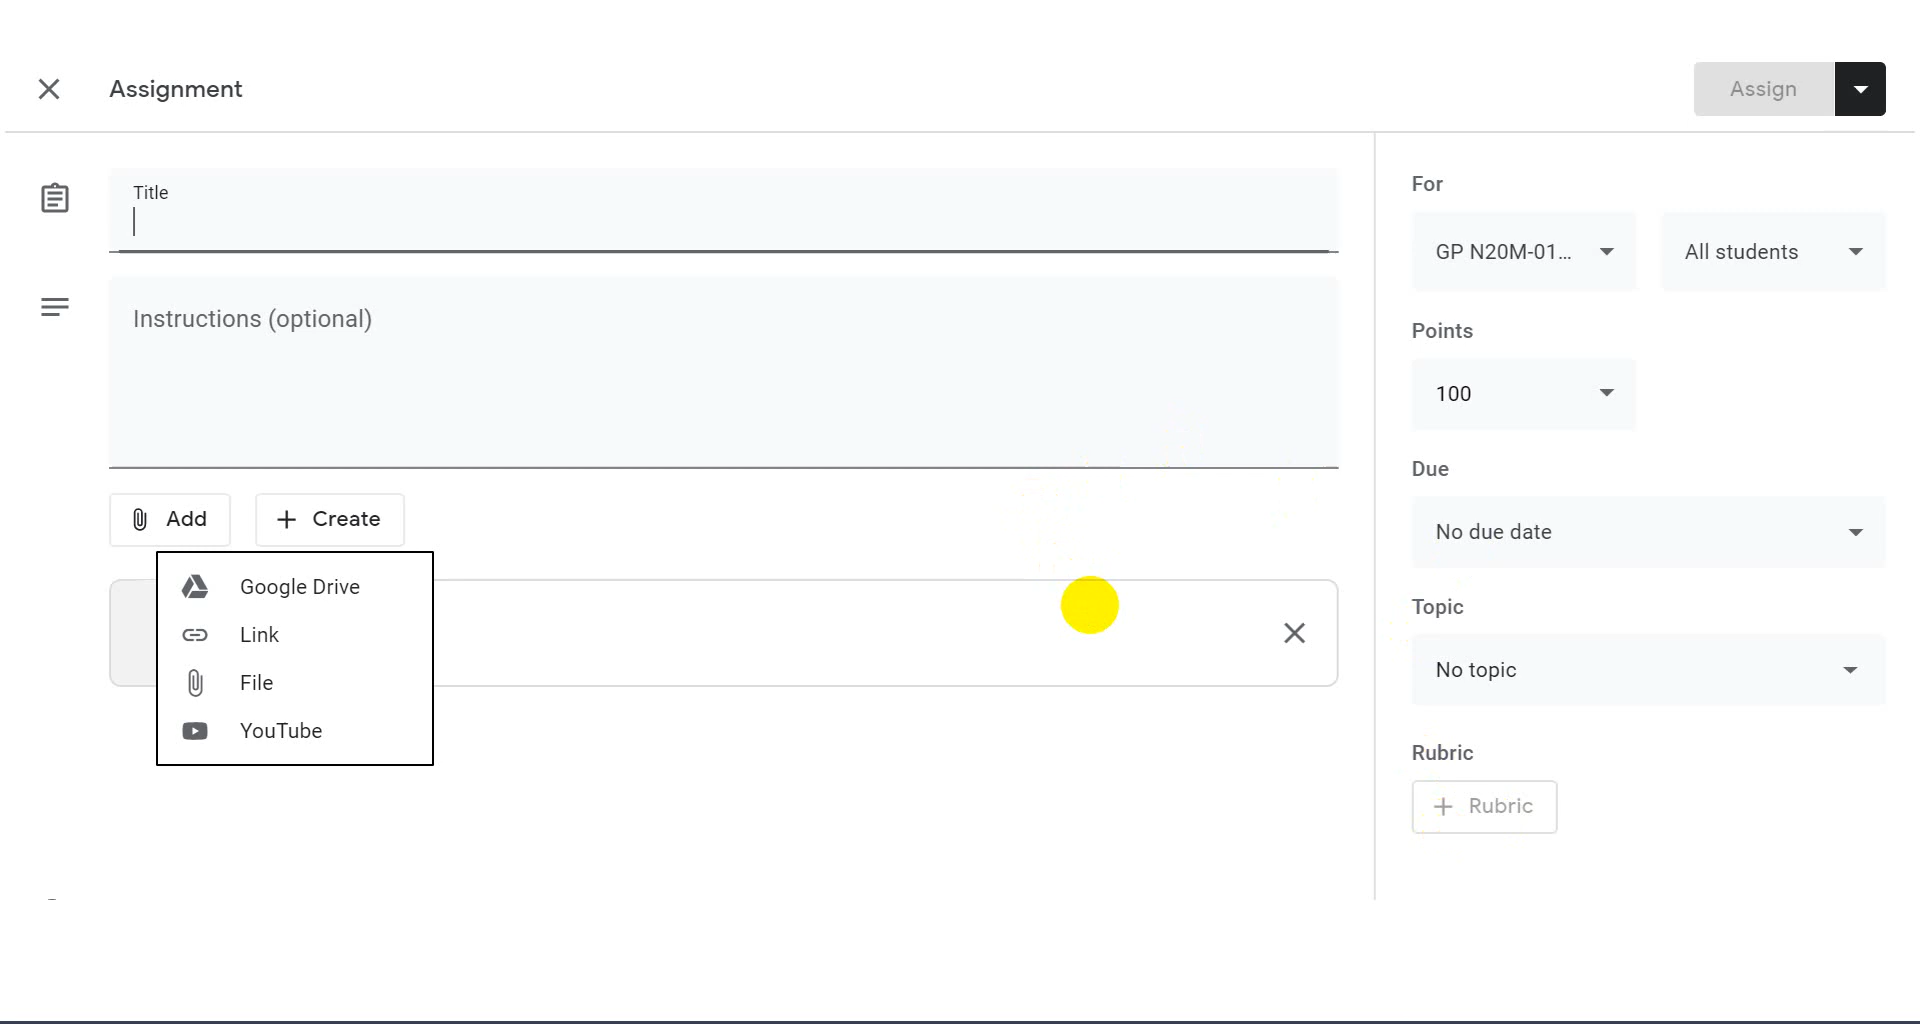 Assignment
Assign
Title
Instructions (optional)
Add
Create
Google Drive
Link
File
YouTube
For
GP N20M-01...
All students
Points
100
Due
No due date
Topic
No topic
Rubric
Rubric